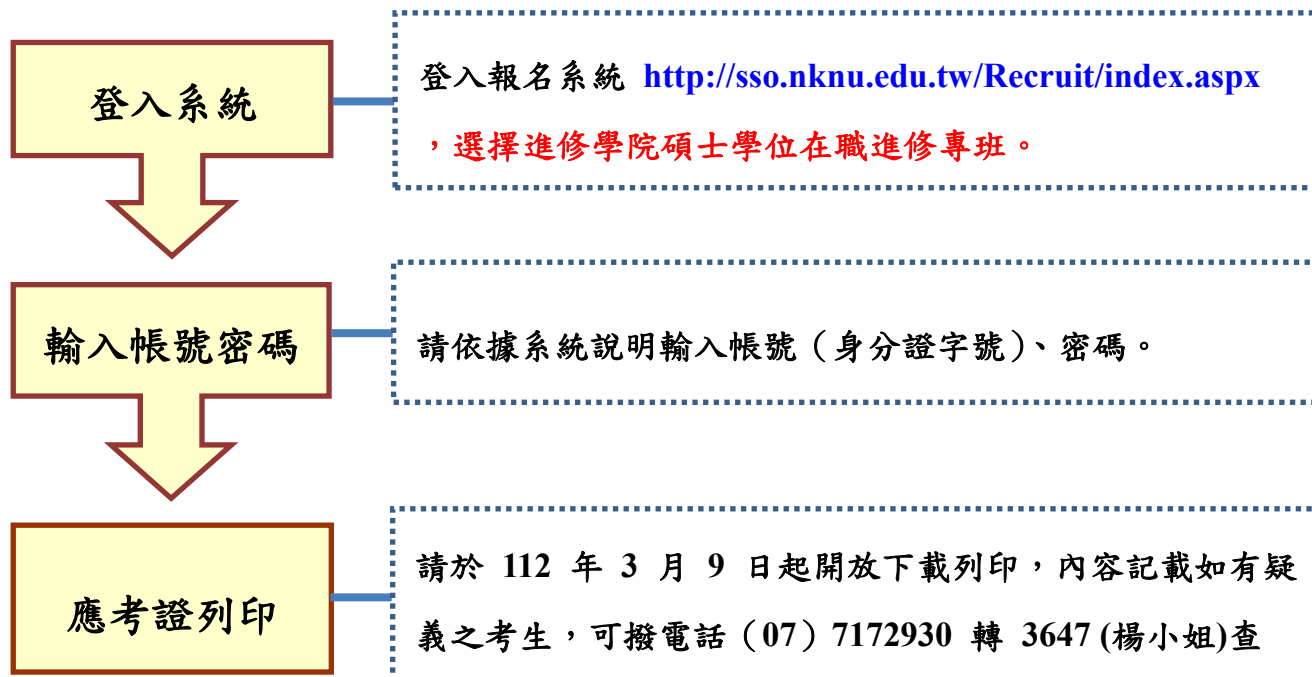 登入系統
登入報名系統 http://sso.nknu.edu.tw/Recruit/index.aspx
，選擇進修學院碩士學位在職進修專班。
輸入帳號密碼
請依據系統說明輸入帳號（身分證字號）、密碼。
應考證列印
請於 112 年 3 月 9 日起開放下載列印，內容記載如有疑
義之考生，可撥電話（07）7172930 轉 3647 (楊小姐)查